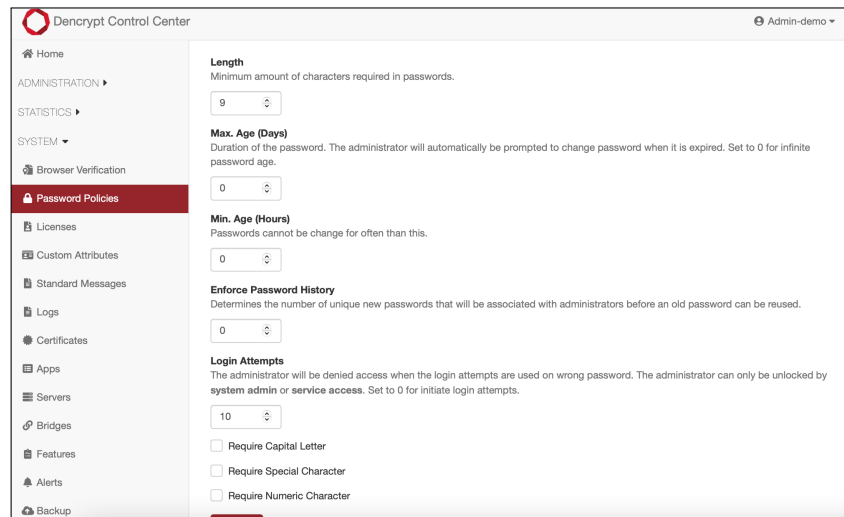 Dencrypt Control Center
Admin-demo
Home
ADMINISTRATION
STATISTICS
SYSTEM
Browser Verification
Password Policies
Licenses
Custom Attributes
Standard Messages
Logs
Certificates
Apps
Servers
Bridges
Features
Alerts
Backup
Length
Minimum amount of characters required in passwords.
9
Max. Age (Days)
Duration of the password. The administrator will automatically be prompted to change password when it is expired. Set to 0 for infinite
password age.
0
Min. Age (Hours)
Passwords cannot be change for often than this.
0
Enforce Password History
Determines the number of unique new passwords that will be associated with administrators before an old password can be reused.
0
Login Attempts
The administrator will be denied access when the login attempts are used on wrong password. The administrator can only be unlocked by
system admin or service access. Set to 0 for initiate login attempts.
10
Require Capital Letter
Require Special Character
Require Numeric Character